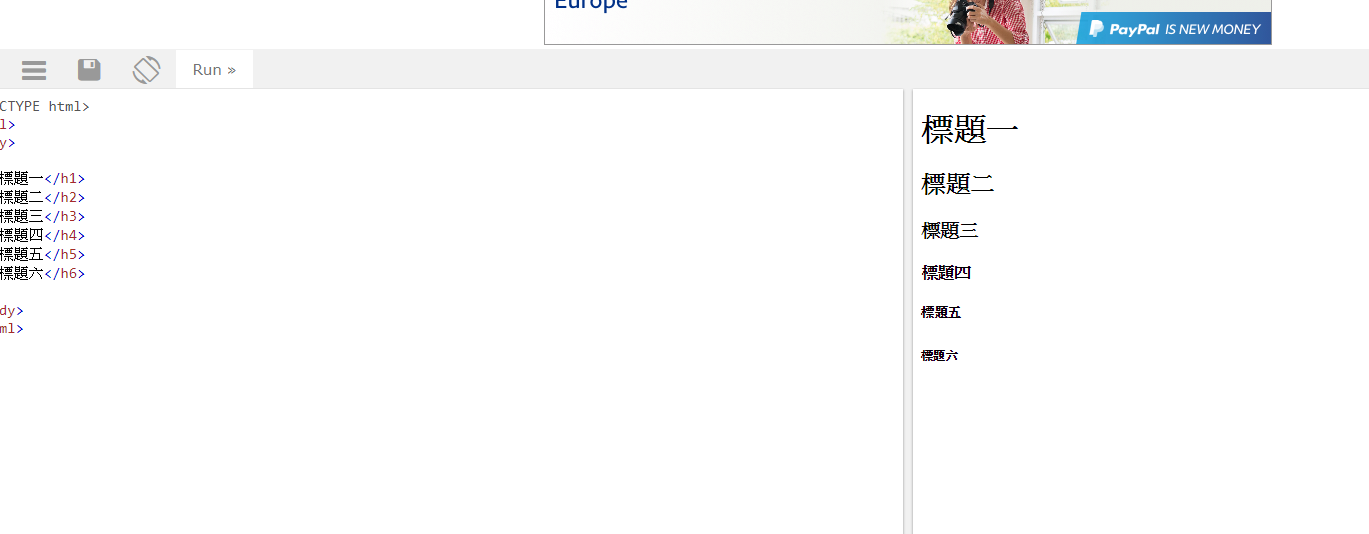 Europe
PayPal IS NEW MONEY
Run »
CTYPE html>
l>
y>
標題一</h1>
標題二</h2>
標題三</h3>
標題四</h4>
標題五</h5>
標題六</h6>
dy>
ml>
標題一
標題二
標題三
標題四
標題五
標題六